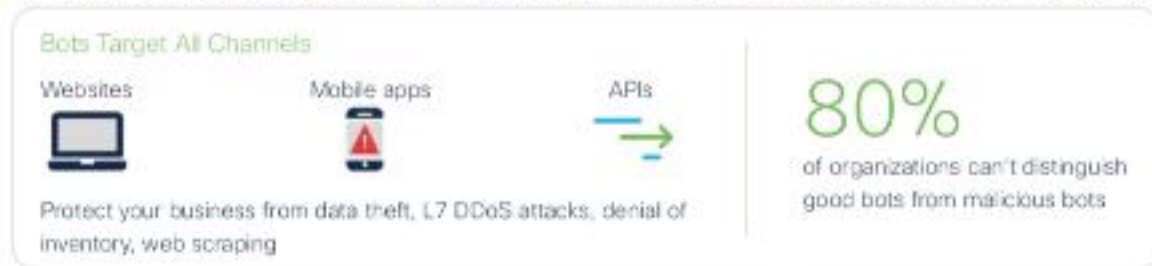 Bots Target All Channels
Websites
Mobile apps
APIs
Protect your business from data theft, L7 DDoS attacks, denial of
inventory, web scraping
80%
of organizations can't distinguish
good bots from malicious bots